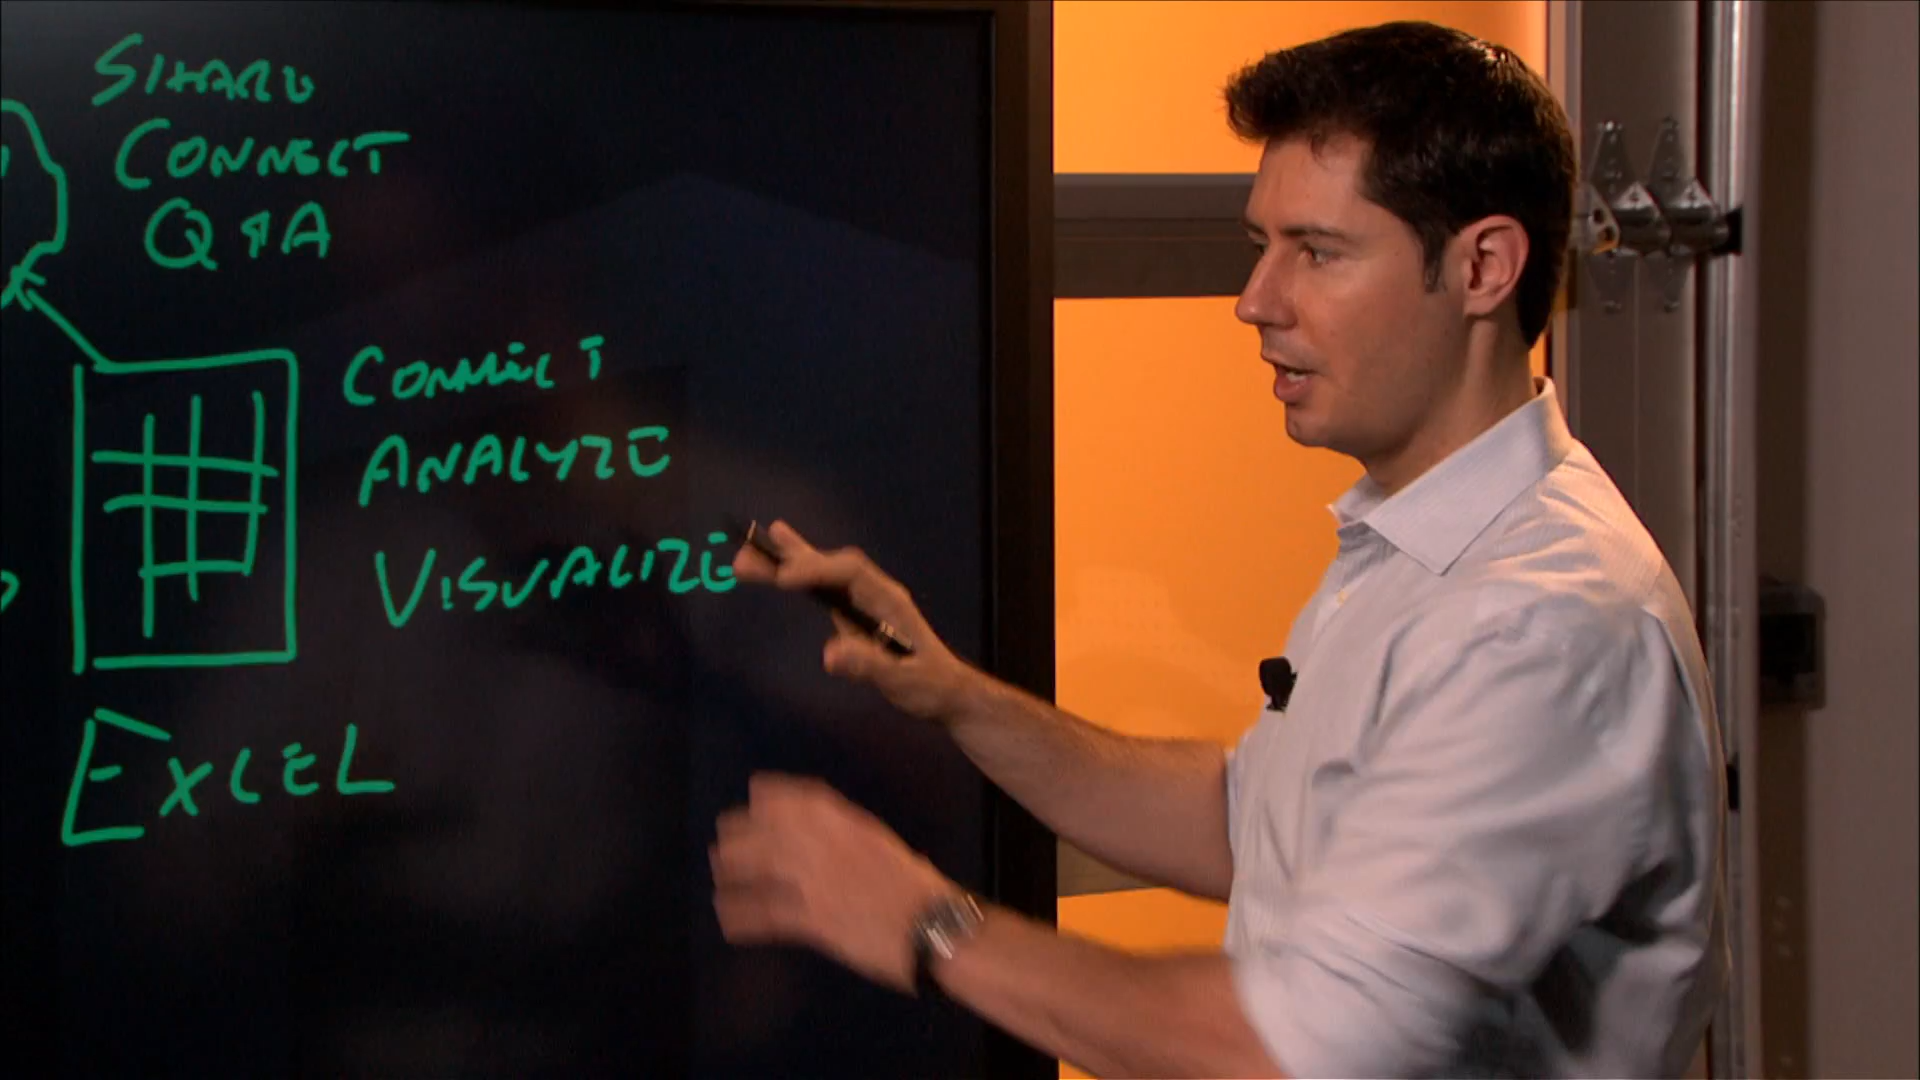 SHARE
CONNECT
Q&A
CONNECT
ANALYZE
VISUALIZE
EXCEL